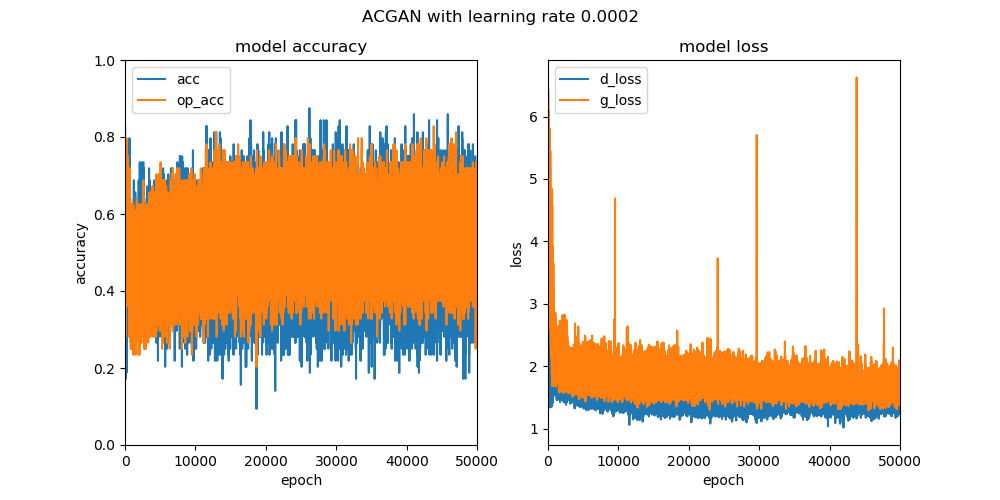 ACGAN with learning rate 0.0002
model accuracy
acc
op_acc
1.0
0.8
0.6
0.4
0.2
0.0
accuracy
0 10000 20000 30000 40000 50000
epoch
model loss
d_loss
g_loss
6
5
4
3
2
1
loss
0 10000 20000 30000 40000 50000
epoch